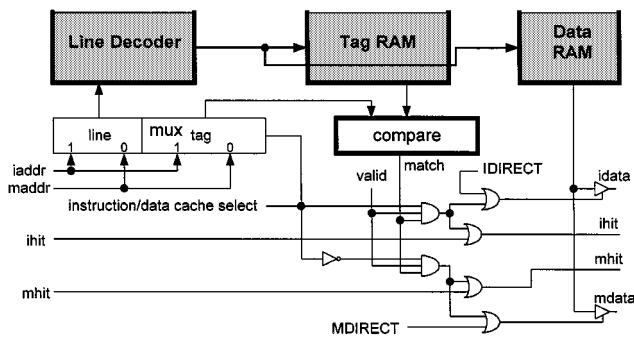 Line Decoder
Tag RAM
Data
RAM
line
mux
tag
1
0
1
0
compare
iaddr
maddr
valid
match
IDIRECT
idata
instruction/data cache select
ihit
ihit
mhit
mhit
mdata
MDIRECT